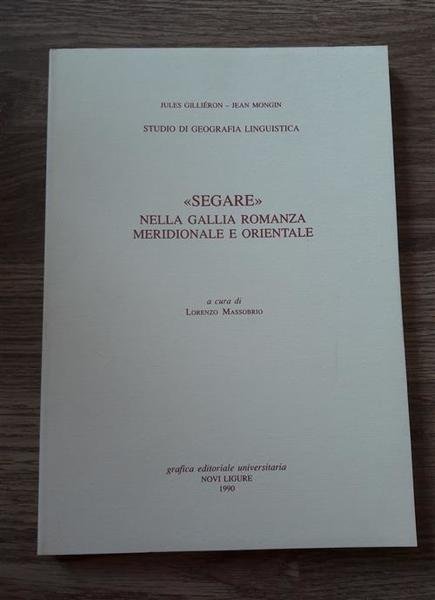 JULES GILLIÉRON – JEAN MONGIN
STUDIO DI GEOGRAFIA LINGUISTICA
«SEGARE»
NELLA GALLIA ROMANZA
MERIDIONALE E ORIENTALE
a cura di
LORENZO MASSOBRIO
grafica editoriale universitaria
NOVI LIGURE
1990